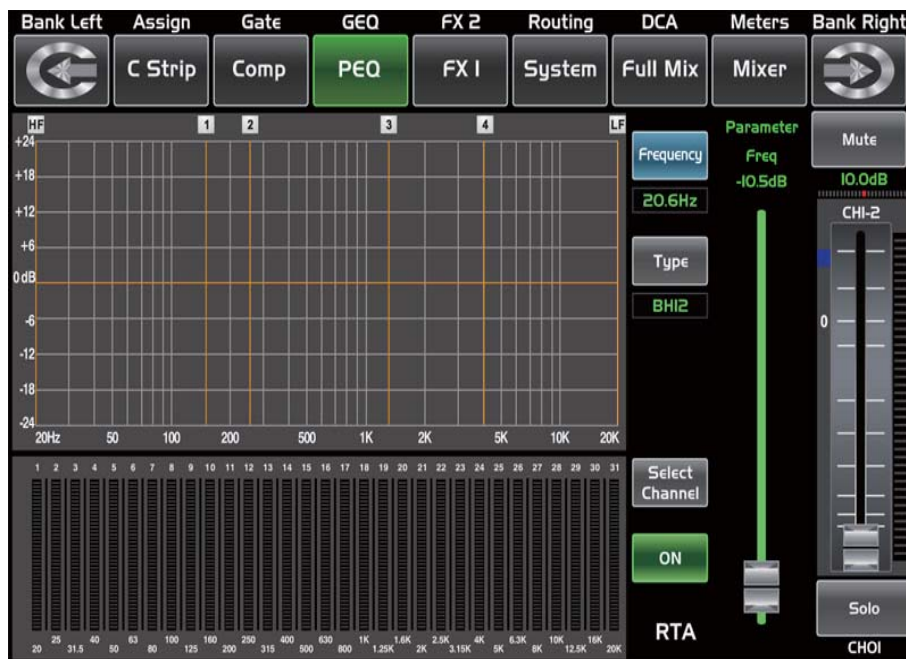 Bank Left Assign Gate GEQ FX 2 Routing DCA Meters Bank Right
C Strip Comp PEQ FX 1 System Full Mix Mixer
HF 1 2 3 4 LF
+24
+18
+12
+6
0 dB
-6
-12
-18
-24
20Hz 50 100 200 500 1K 2K 5K 10K 20K
1 2 3 4 5 6 7 8 9 10 11 12 13 14 15 16 17 18 19 20 21 22 23 24 25 26 27 28 29 30 31
25 40 63 100 160 250 400 630 1K 1.6K 2.5K 4K 6.3K 10K 16K
20 31.5 50 80 125 200 315 500 800 1.25K 2K 3.15K 5K 8K 12.5K 20K
Frequency
20.6Hz
Type
BH12
Select
Channel
ON
RTA
Parameter
Freq
-10.5dB
Mute
10.0dB
CH1-2
0
Solo
CH01